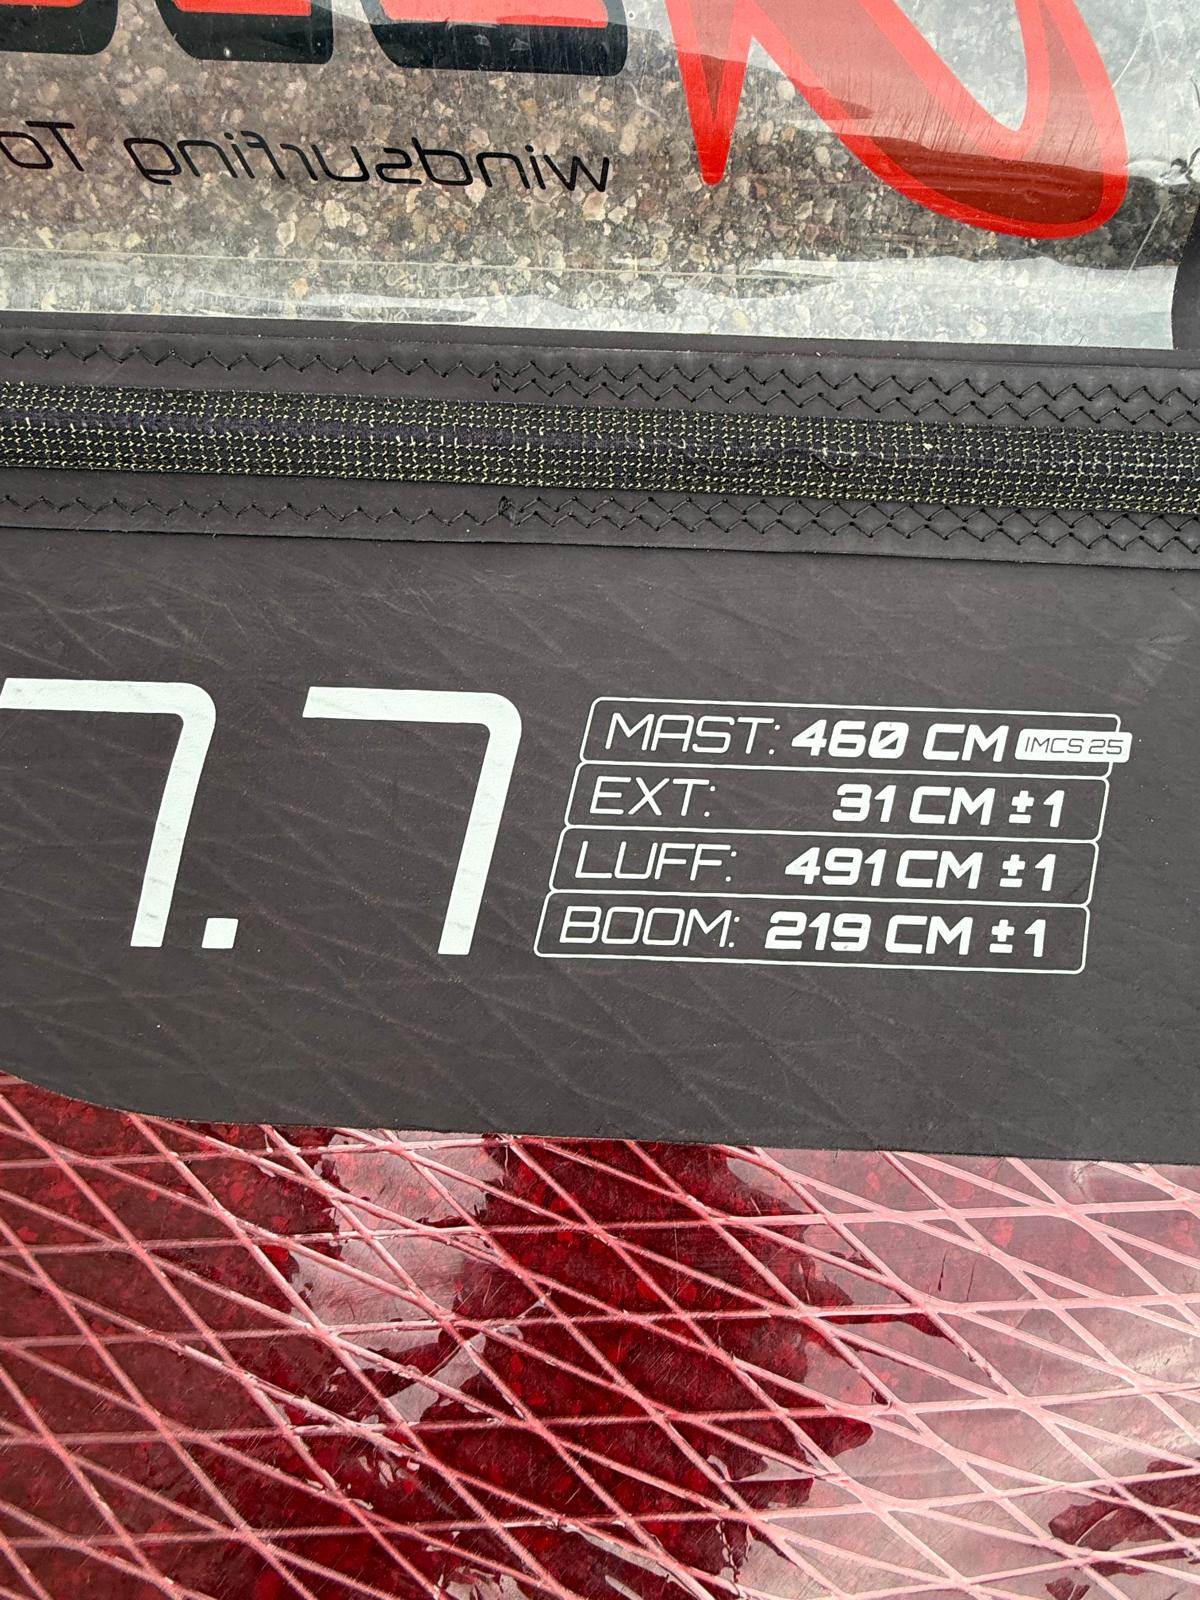 windsurfing To
7.7
MAST: 460 CM IMCS 25
EXT: 31 CM ±1
LUFF: 491 CM ±1
BOOM: 219 CM ±1